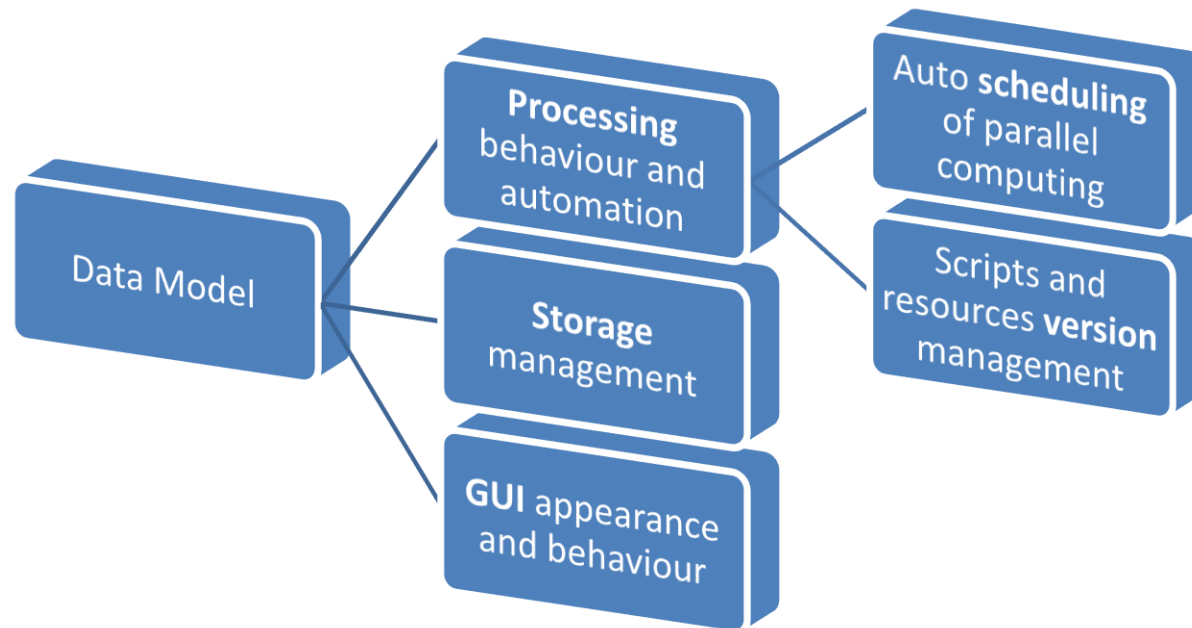 Data Model
Processing
behaviour and
automation
Storage
management
GUI appearance
and behaviour
Auto scheduling
of parallel
computing
Scripts and
resources version
management